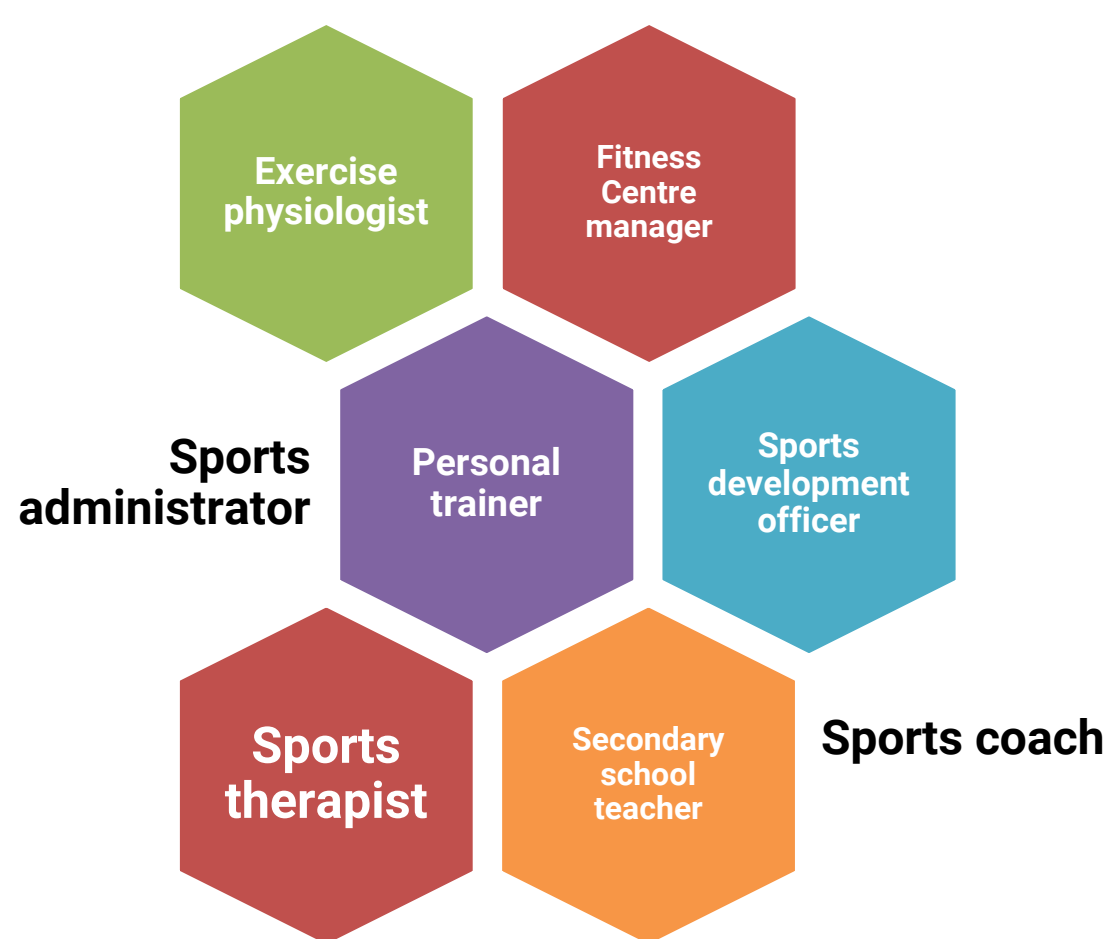 Exercise
physiologist
Fitness
Centre
manager
Sports
administrator
Personal
trainer
Sports
development
officer
Sports
therapist
Secondary
school
teacher
Sports coach